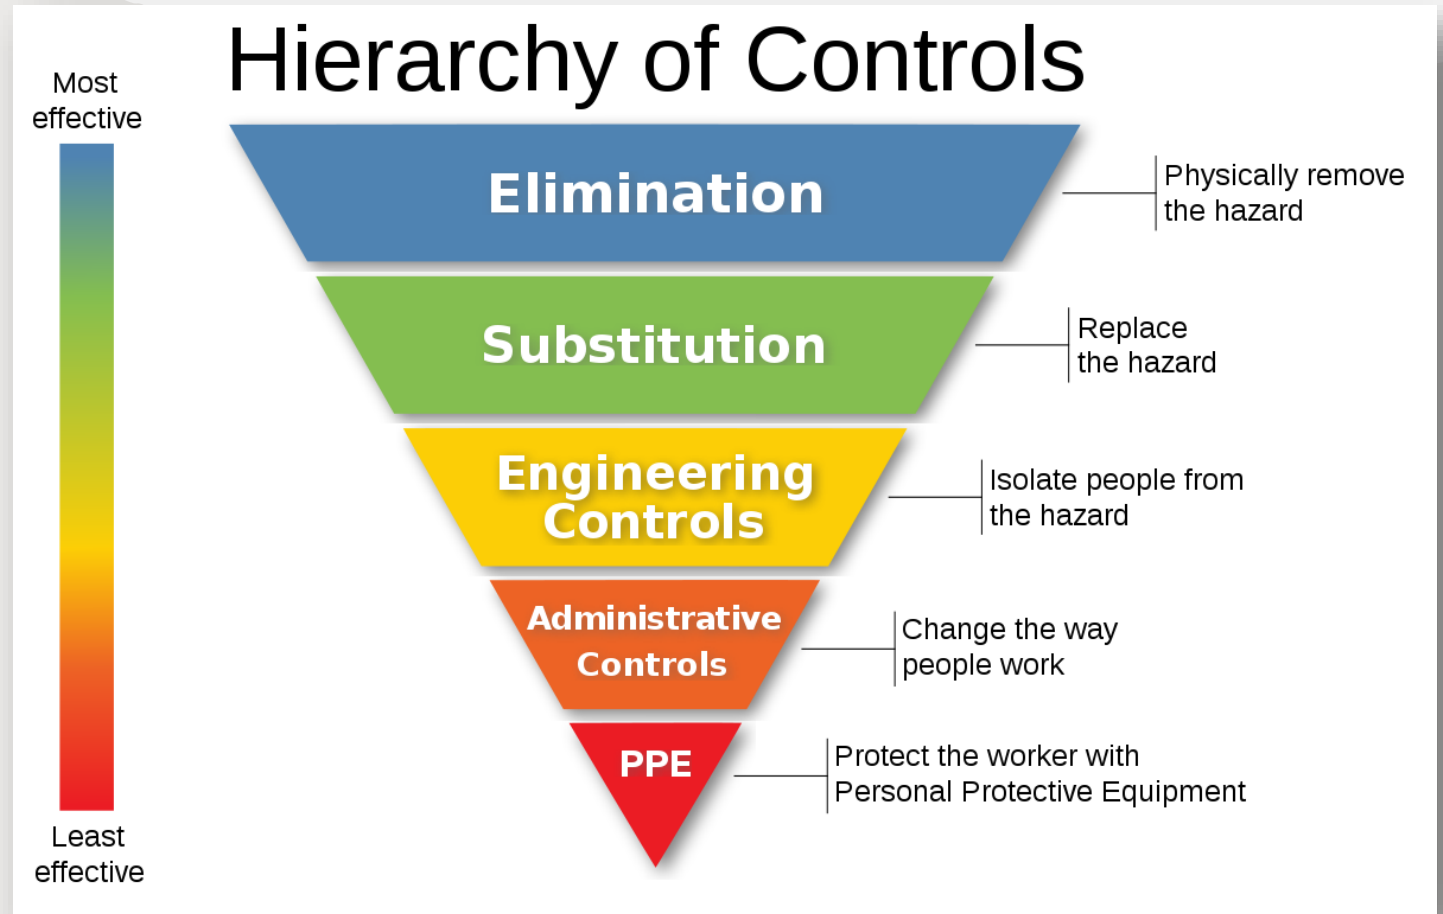 Hierarchy of Controls
Most
effective
Elimination
Physically remove
the hazard
Substitution
Replace
the hazard
Engineering
Controls
Isolate people from
the hazard
Administrative
Controls
Change the way
people work
PPE
Protect the worker with
Personal Protective Equipment
Least
effective